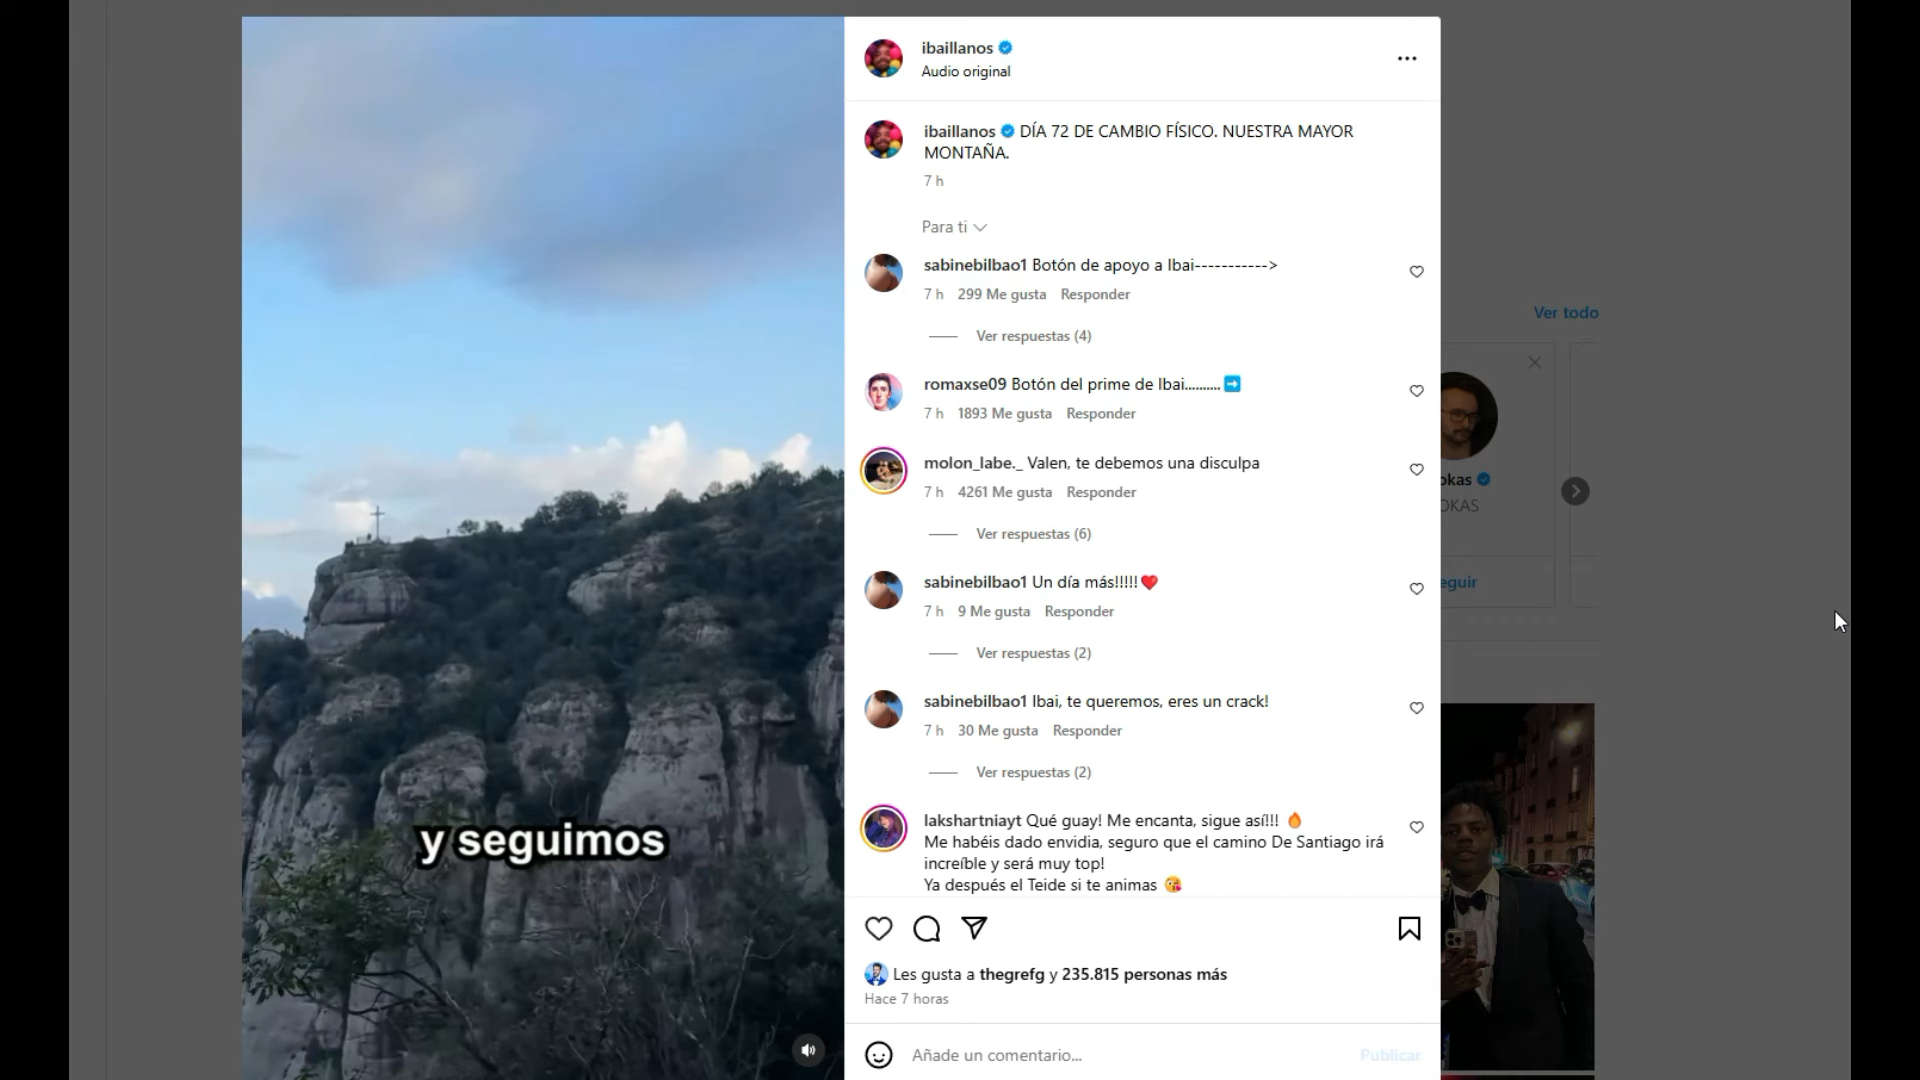 ibaillanos
Audio original
ibaillanos DÍA 72 DE CAMBIO FÍSICO. NUESTRA MAYOR
MONTAÑA.
7 h
Para ti
sabinebilbao1 Botón de apoyo a Ibai----------->
7 h 299 Me gusta Responder
Ver respuestas (4)
romaxse09 Botón del prime de Ibai.......... ➡️
7 h 1893 Me gusta Responder
molon_labe._ Valen, te debemos una disculpa
7 h 4261 Me gusta Responder
Ver respuestas (6)
sabinebilbao1 Un día más!!!!!❤️
7 h 9 Me gusta Responder
Ver respuestas (2)
sabinebilbao1 Ibai, te queremos, eres un crack!
7 h 30 Me gusta Responder
Ver respuestas (2)
lakshartniayt Qué guay! Me encanta, sigue así!!! 🔥
Me habéis dado envidia, seguro que el camino De Santiago irá
increíble y será muy top!
Ya después el Teide si te animas 😘
Les gusta a thegrefg y 235.815 personas más
Hace 7 horas
Añade un comentario...
Publicar
y seguimos
Ver todo
okas
OKAS
eguir